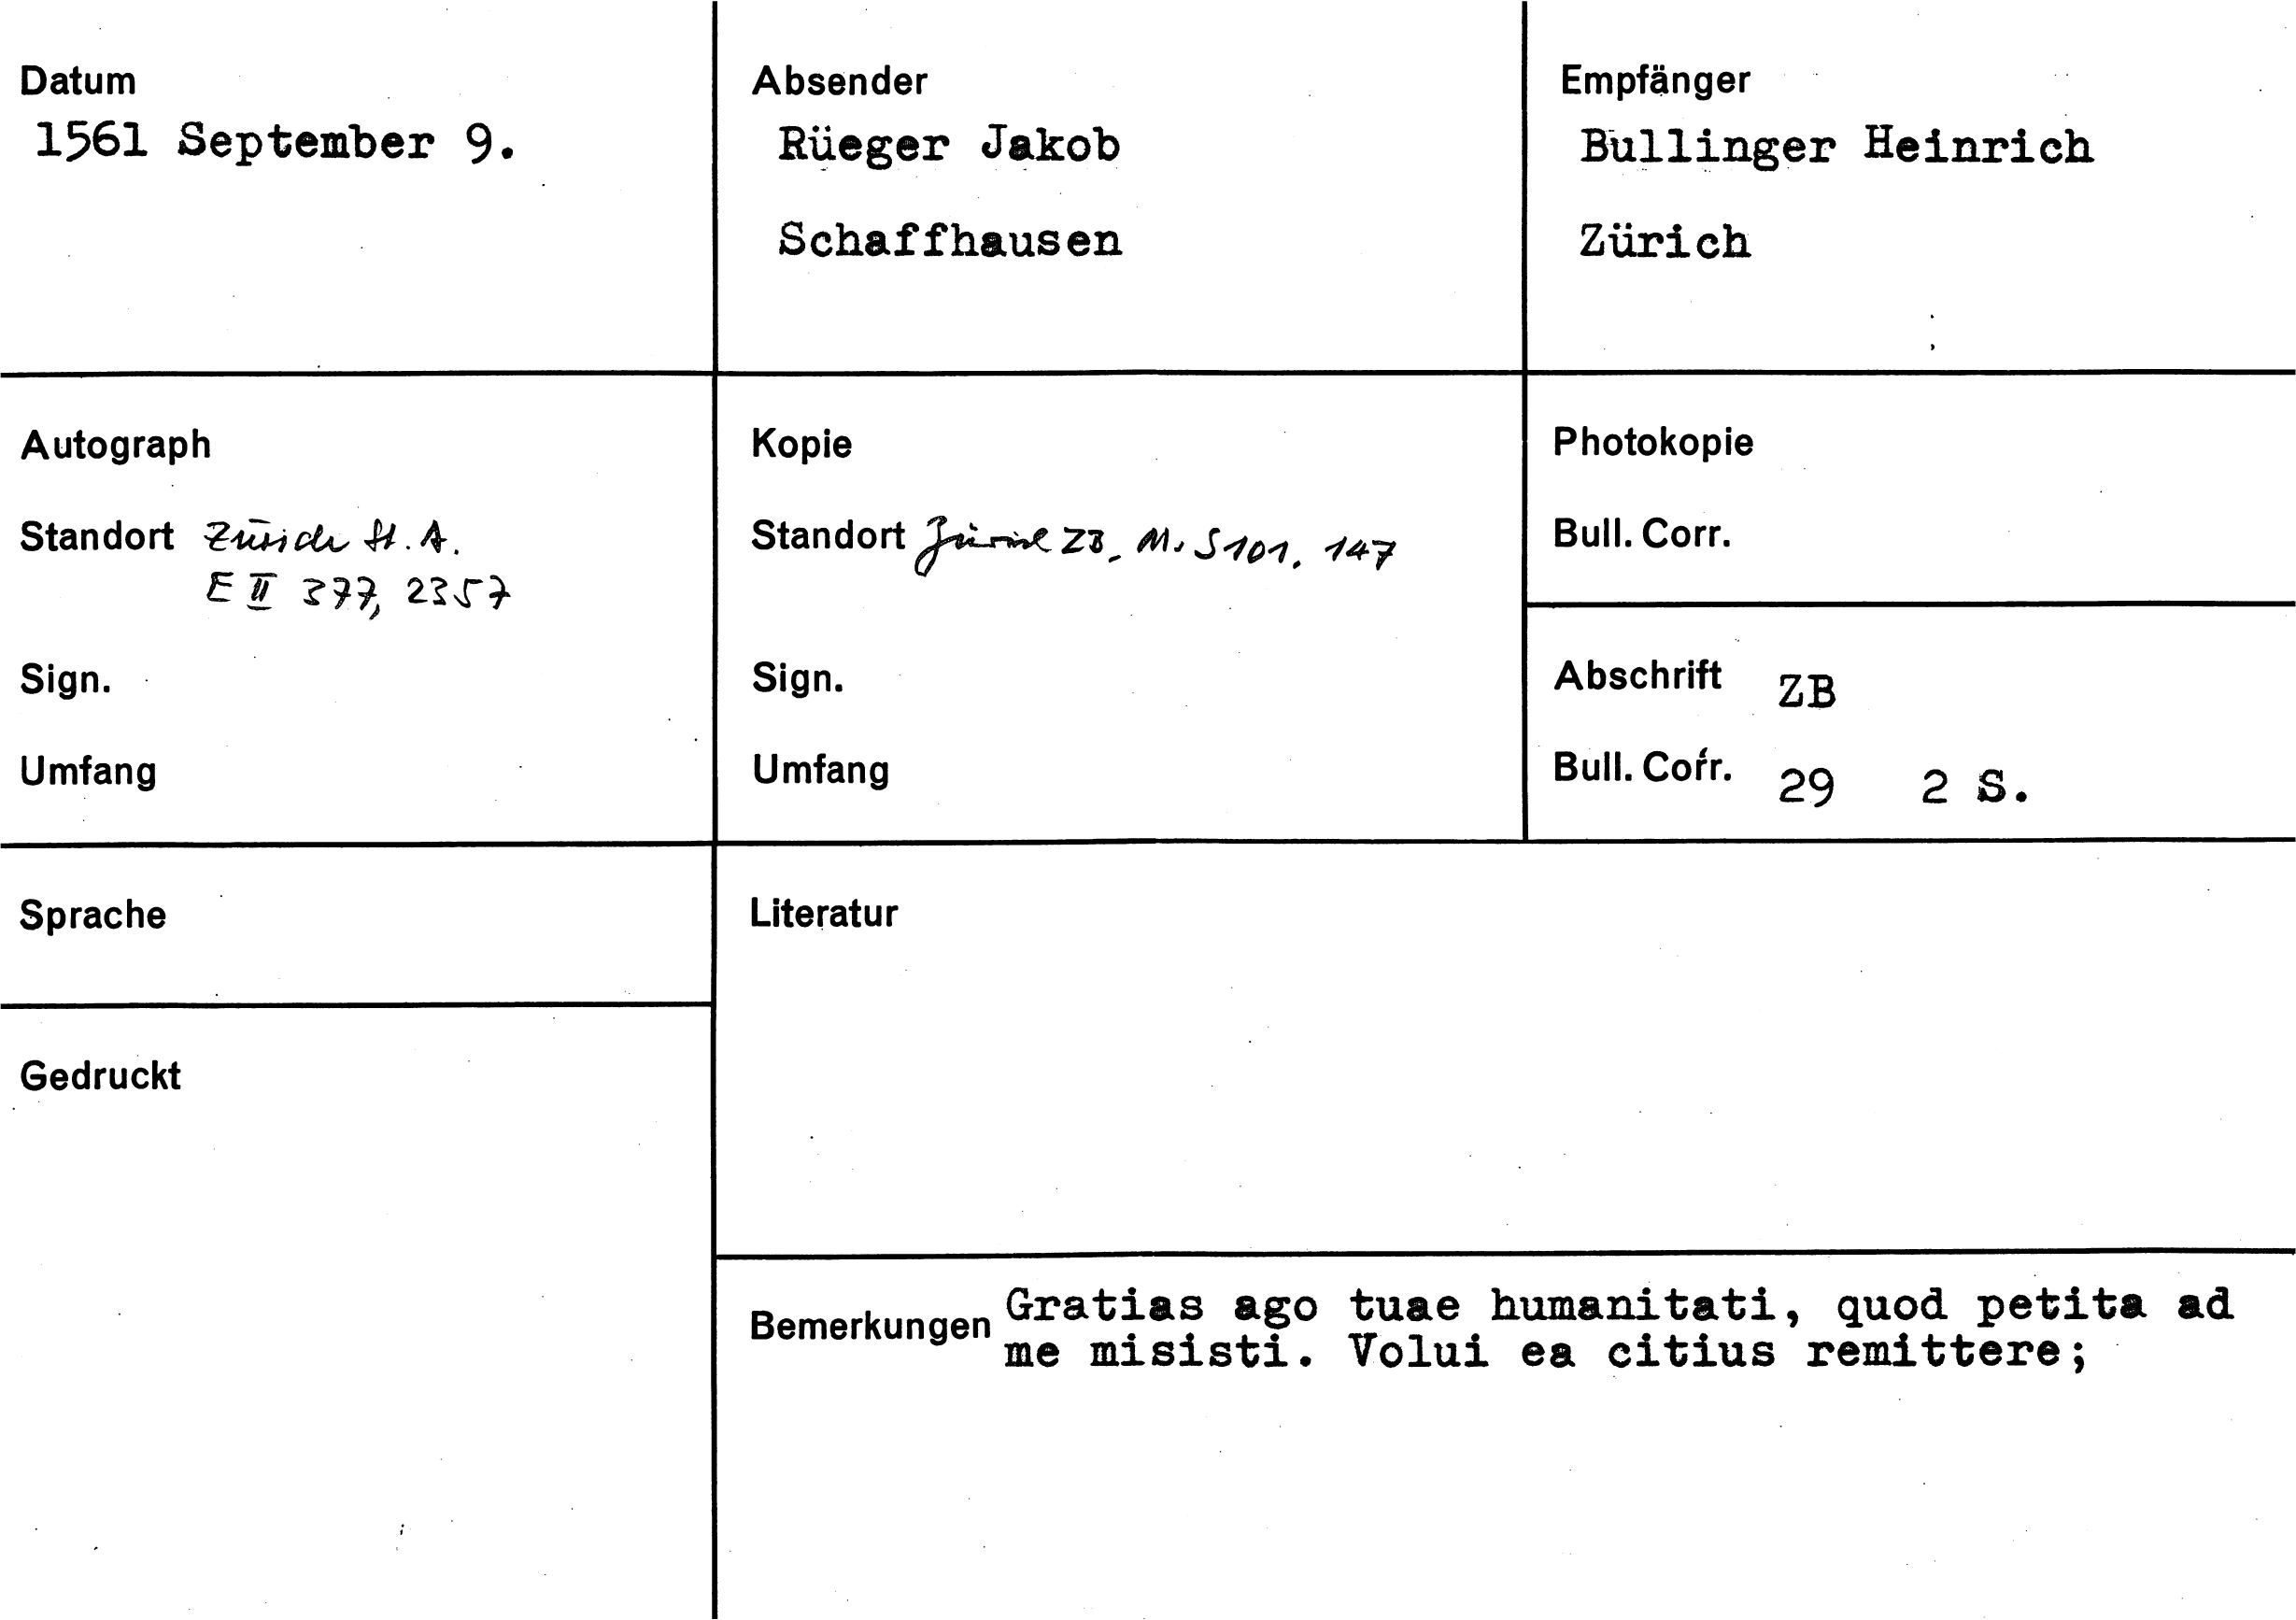 Datum
1561 September 9.
Absender
Rüeger Jakob
Schaffhausen
Empfänger
Bullinger Heinrich
Zürich
Autograph
Standort Zürich St. A.
E II 377, 2357
Sign.
Umfang
Kopie
Standort Zürich ZB. Ms S 101, 147
Sign.
Umfang
Photokopie
Bull. Corr.
Abschrift ZB
Bull. Corr. 29 2 S.
Sprache
Gedruckt
Literatur
Bemerkungen Gratias ago tuae humanitati, quod petita ad
me misisti. Volui ea citius remittere;